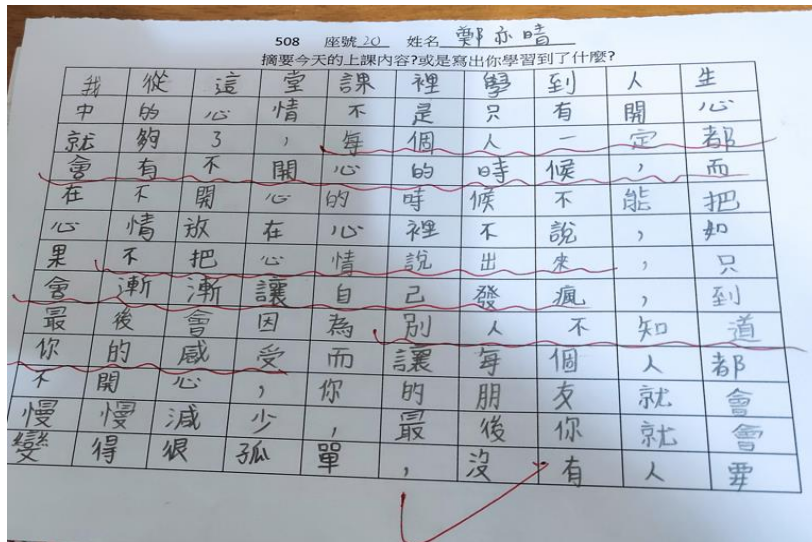 508 座號 20 姓名 鄭亦晴
摘要今天的上課內容?或是寫出你學習到了什麼?
我從這堂課裡學到人生
中的心情不是只有開心
就夠了,每個人一定都
會有不開心的時候,而
在不開心的時候不能把
心情放在心裡不說,如
果不把心情說出來,只
會漸漸讓自己發瘋,到
最後會因為別人不知道
你的感受而讓每個人都
不開心,你的朋友就會
慢慢減少,最後你就會
變得很孤單,沒有人要